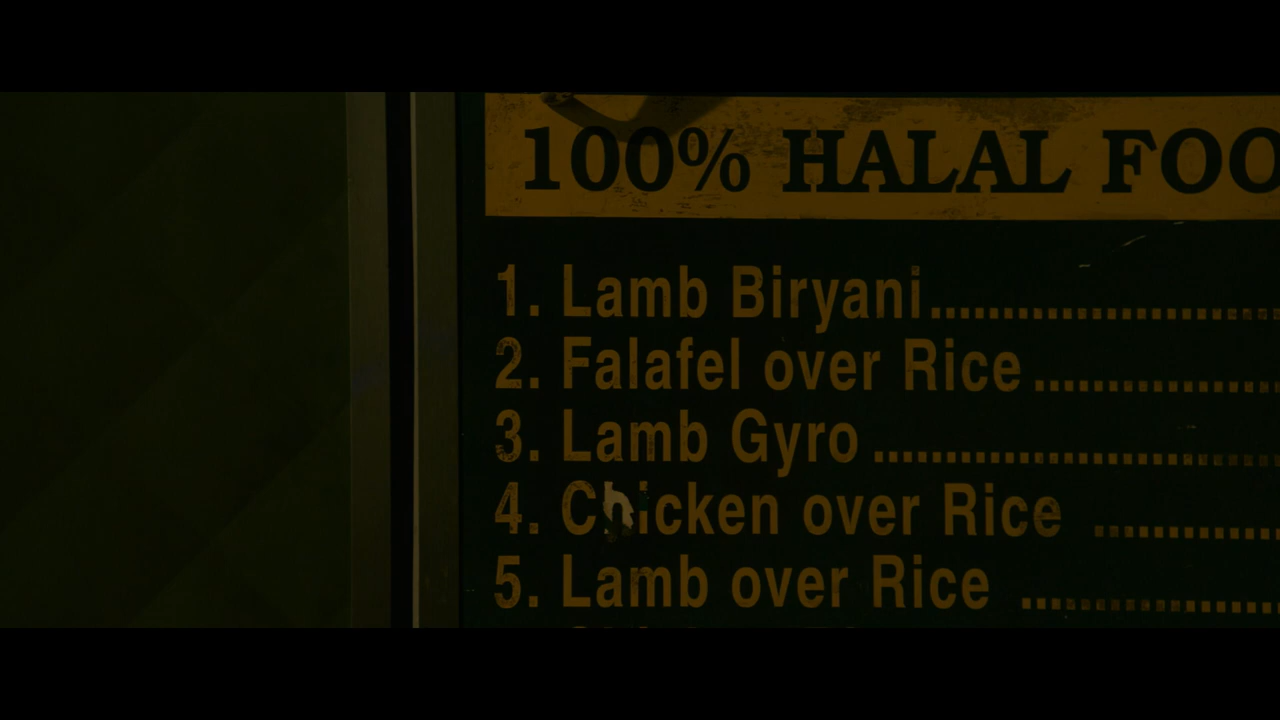 100% HALAL FOO
1. Lamb Biryani....................
2. Falafel over Rice..............
3. Lamb Gyro.......................
4. Chicken over Rice ...........
5. Lamb over Rice ...............